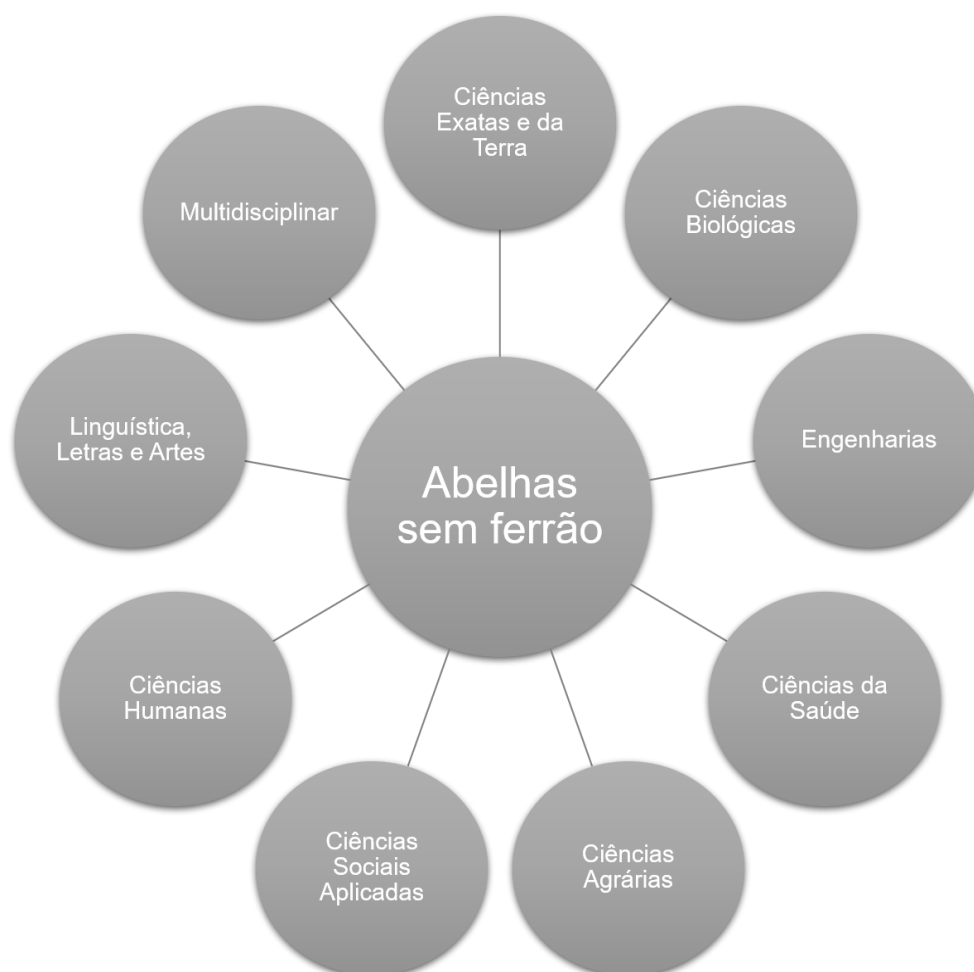 Ciências
Exatas e da
Terra
Ciências
Biológicas
Engenharias
Ciências da
Saúde
Ciências
Agrárias
Ciências
Sociais
Aplicadas
Ciências
Humanas
Linguística,
Letras e Artes
Multidisciplinar
Abelhas
sem ferrão